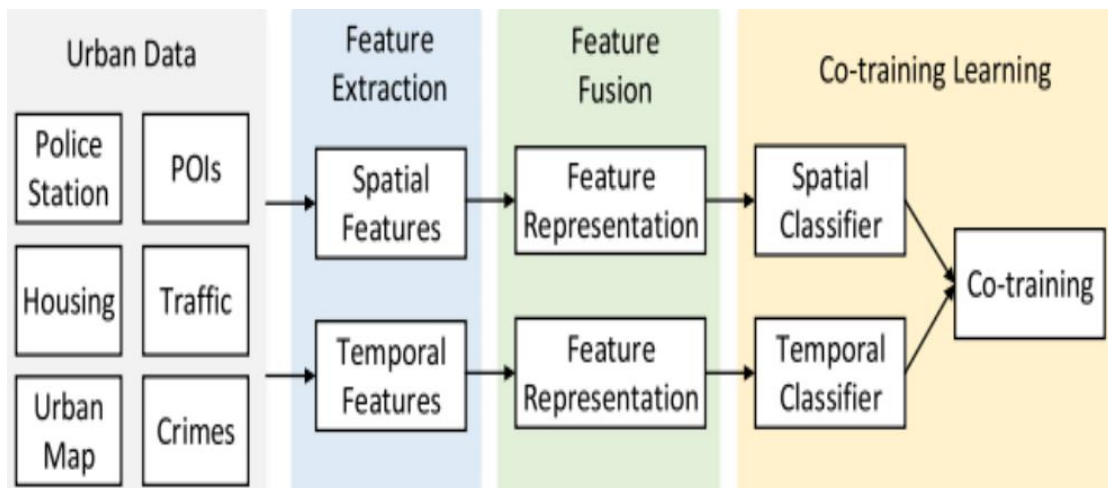 Urban Data
Police
Station
POIs
Housing
Traffic
Urban
Map
Crimes
Feature
Extraction
Spatial
Features
Temporal
Features
Feature
Fusion
Feature
Representation
Feature
Representation
Co-training Learning
Spatial
Classifier
Temporal
Classifier
Co-training